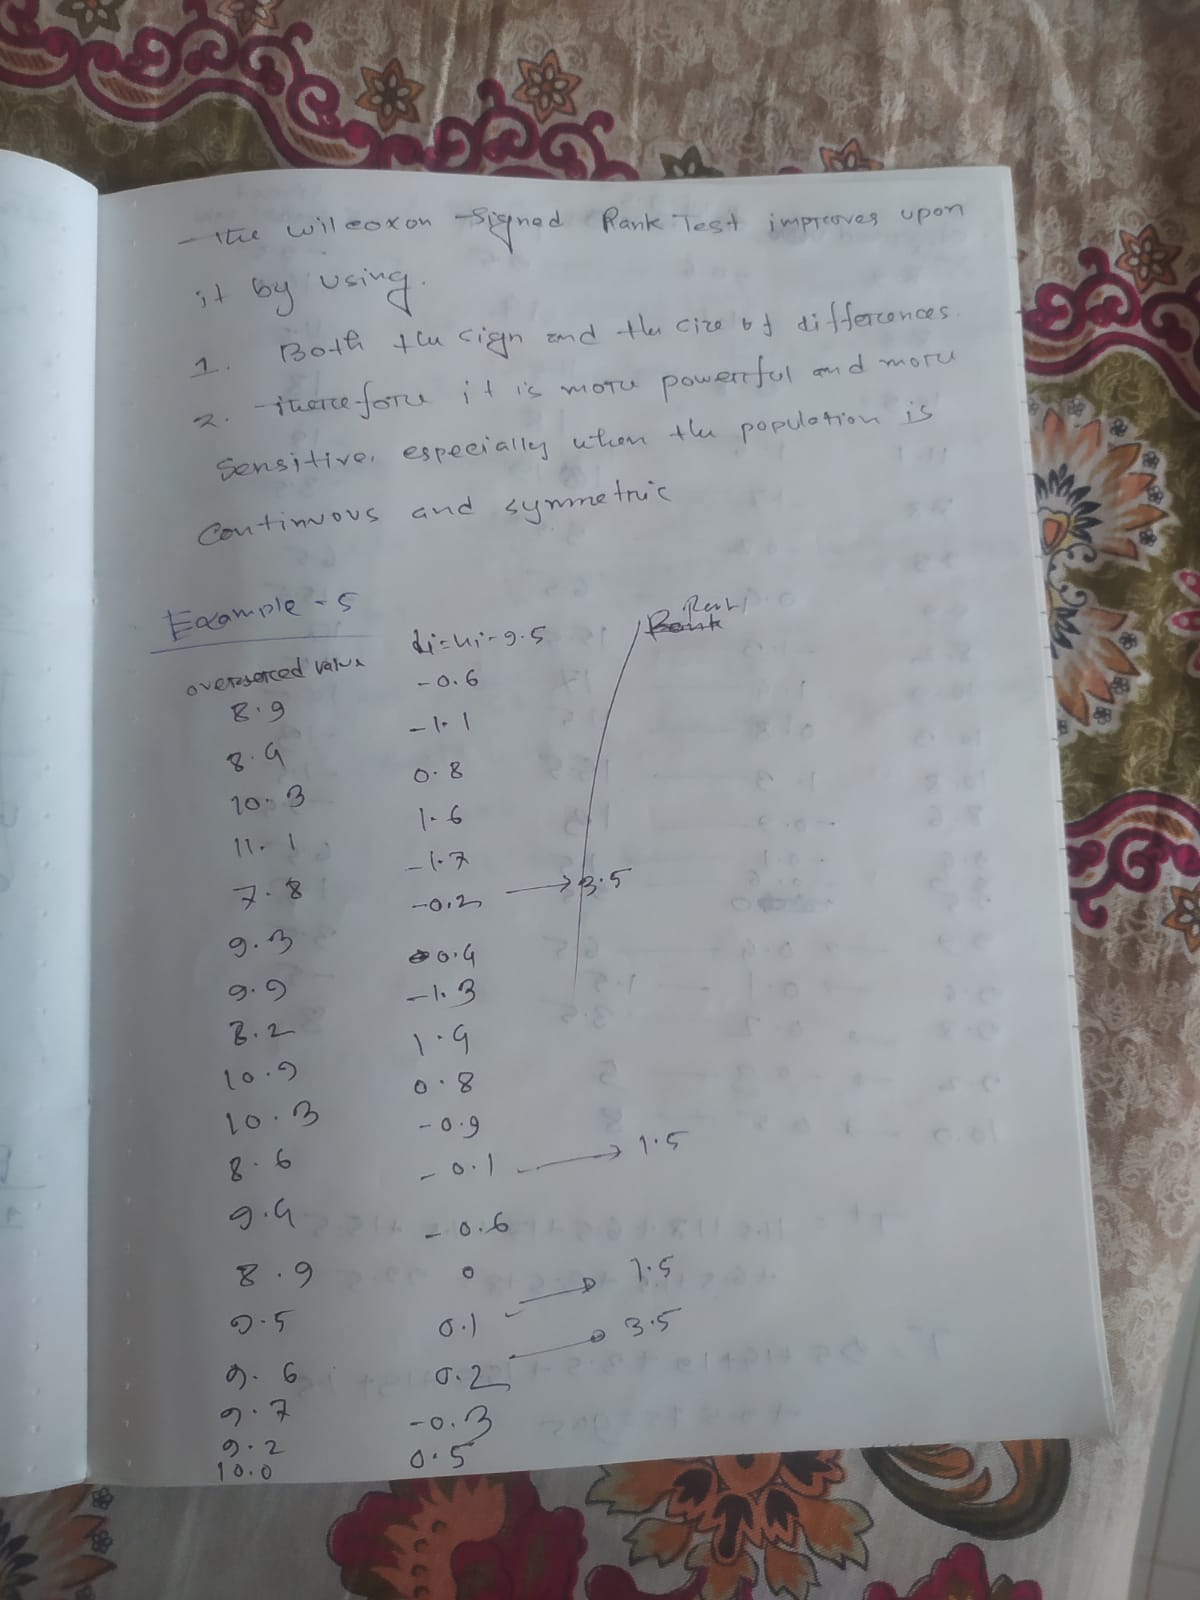 The Wilcoxon Signed Rank Test improves upon
it by using.
1. Both the sign and the size of differences.
2. Therefore it is more powerful and more
Sensitive, especially when the population is
Continuous and symmetric
Example - 5
value di = xi - 9.5 Rank
8.9 -0.6
8.4 -1.1
10.3 0.8
11.1 1.6
7.8 -1.7
9.3 -0.2 → 3.5
9.9 0.4
8.2 -1.3
10.9 1.4
10.3 0.8
8.6 -0.9
9.4 -0.1 → 1.5
8.9 -0.6
9.5 0
9.6 0.1 → 1.5
9.7 0.2 → 3.5
9.2 -0.3
10.0 0.5